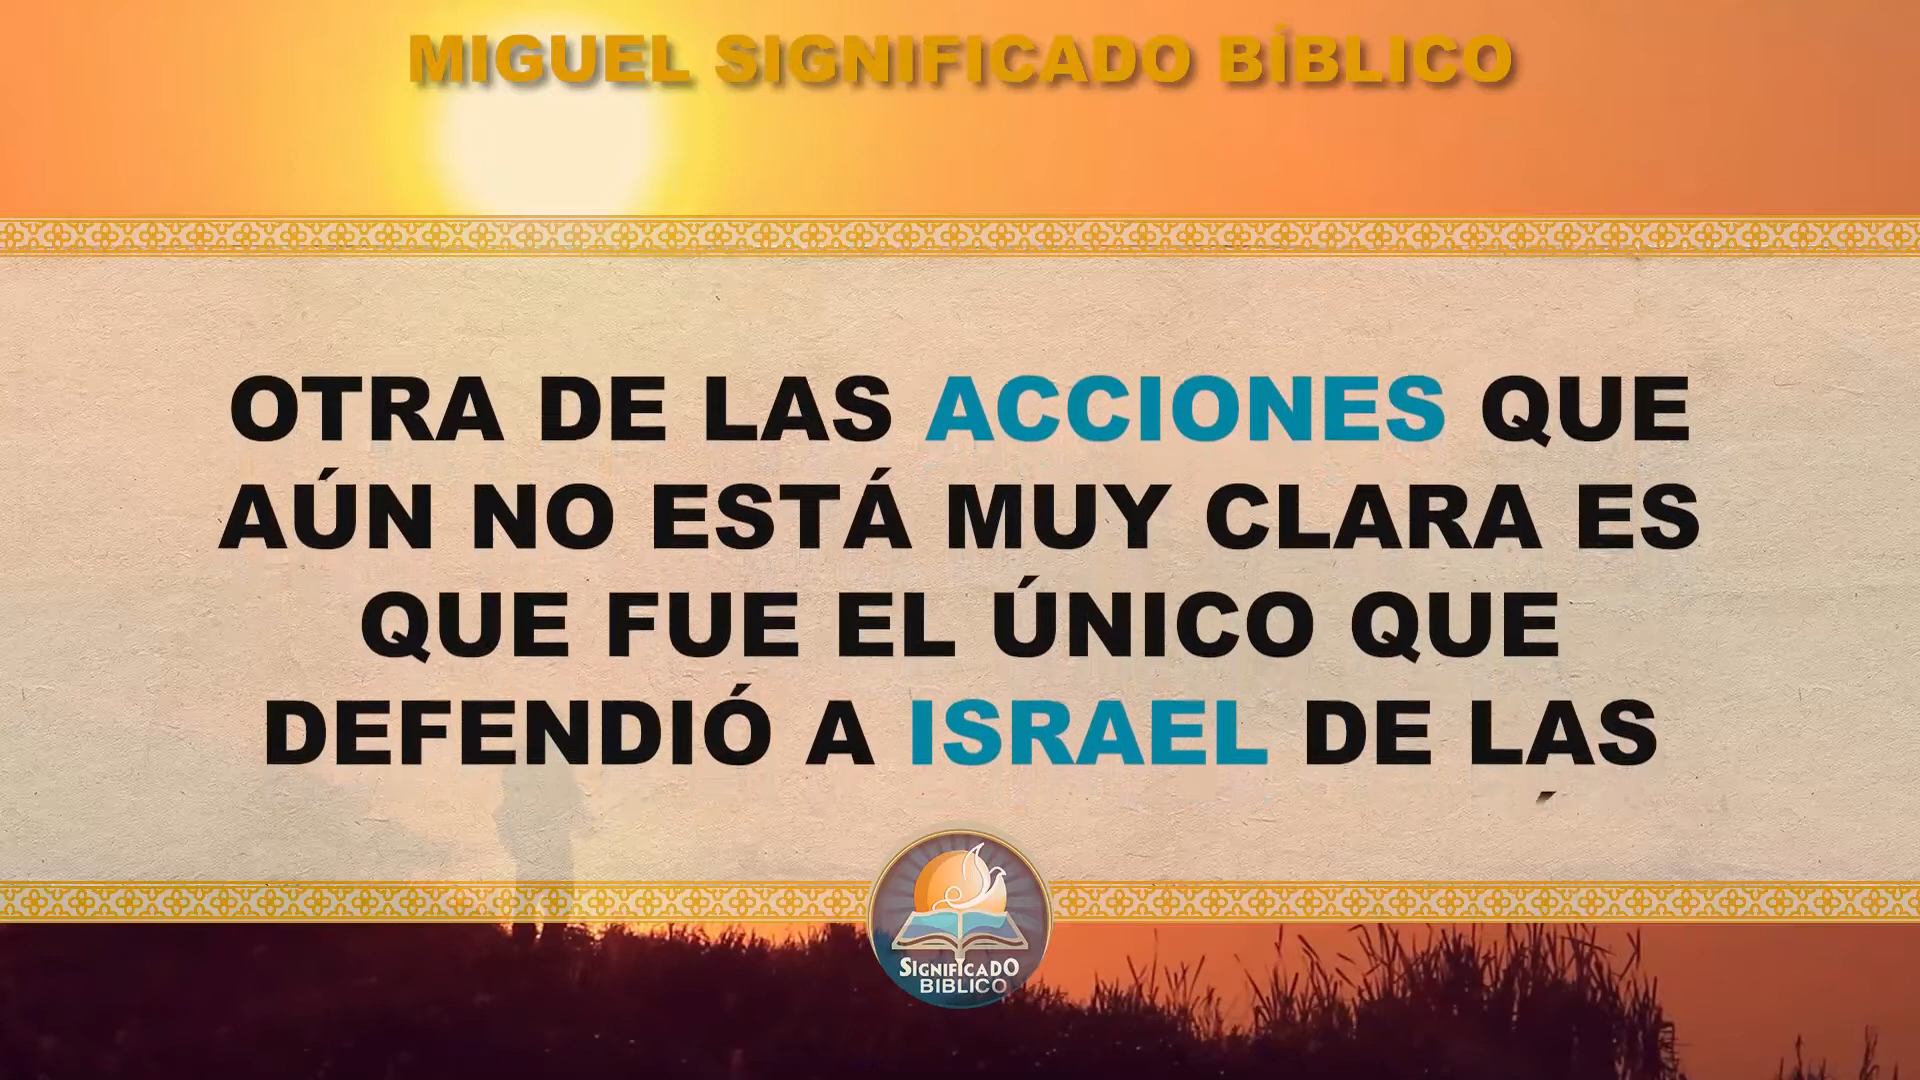 MIGUEL SIGNIFICADO BÍBLICO
OTRA DE LAS ACCIONES QUE
AÚN NO ESTÁ MUY CLARA ES
QUE FUE EL ÚNICO QUE
DEFENDIÓ A ISRAEL DE LAS
SIGNIFICADO
BIBLICO